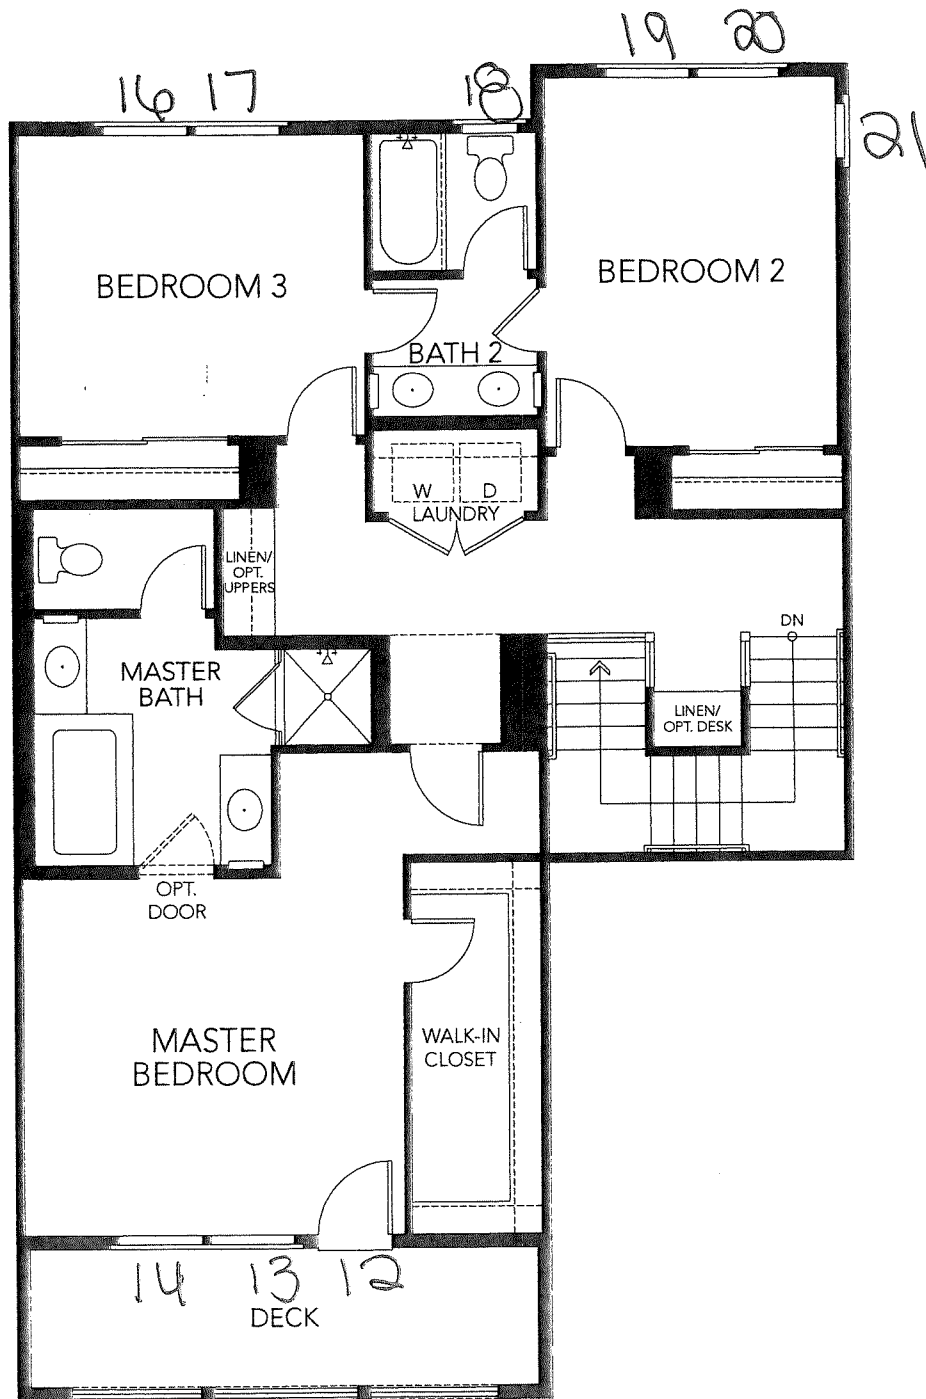 19 20
16 17 18
21
BEDROOM 3
BEDROOM 2
BATH 2
W D
LAUNDRY
LINEN/
OPT.
UPPERS
DN
MASTER
BATH
LINEN/
OPT. DESK
OPT.
DOOR
MASTER
BEDROOM
WALK-IN
CLOSET
14 13 12
DECK